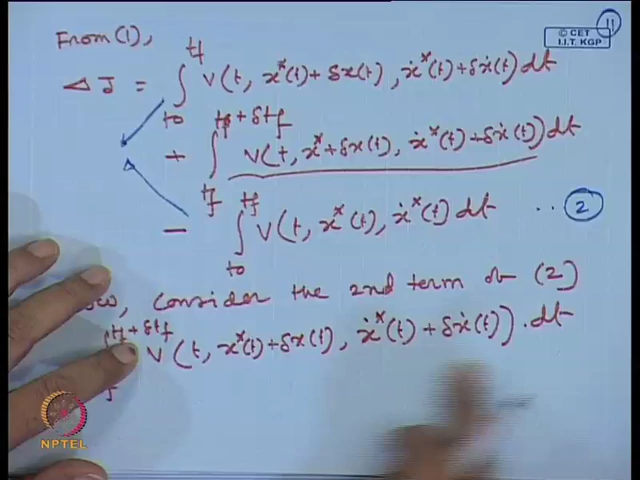 11
© CET
I.I.T. KGP
From (1),
ΔJ = ∫_{t0}^{tf} V(t, x*(t) + δx(t), ẋ*(t) + δẋ(t)) dt
+ ∫_{tf}^{tf + δtf} V(t, x* + δx(t), ẋ*(t) + δẋ(t)) dt
− ∫_{t0}^{tf} V(t, x*(t), ẋ*(t)) dt .. (2)
consider the 2nd term of (2)
∫^{tf + δtf} V(t, x*(t) + δx(t), ẋ*(t) + δẋ(t)). dt
NPTEL